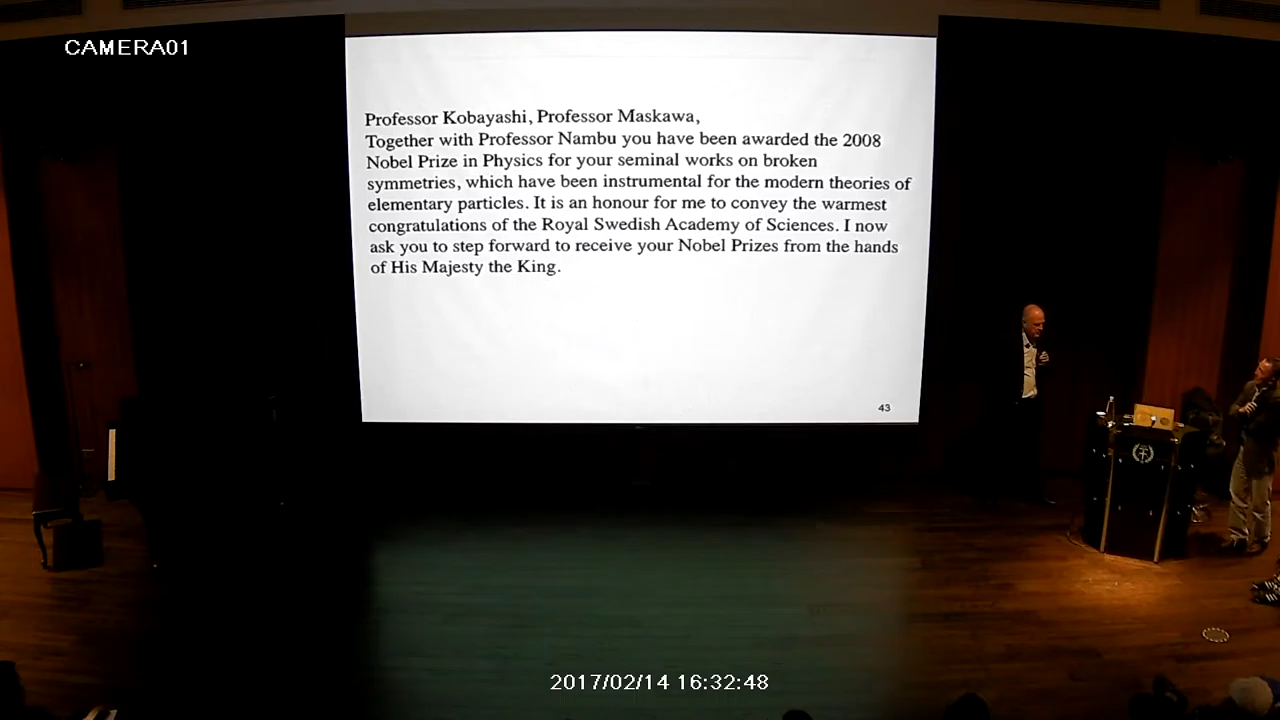 CAMERA01
Professor Kobayashi, Professor Maskawa,
Together with Professor Nambu you have been awarded the 2008
Nobel Prize in Physics for your seminal works on broken
symmetries, which have been instrumental for the modern theories of
elementary particles. It is an honour for me to convey the warmest
congratulations of the Royal Swedish Academy of Sciences. I now
ask you to step forward to receive your Nobel Prizes from the hands
of His Majesty the King.
43
2017/02/14 16:32:48